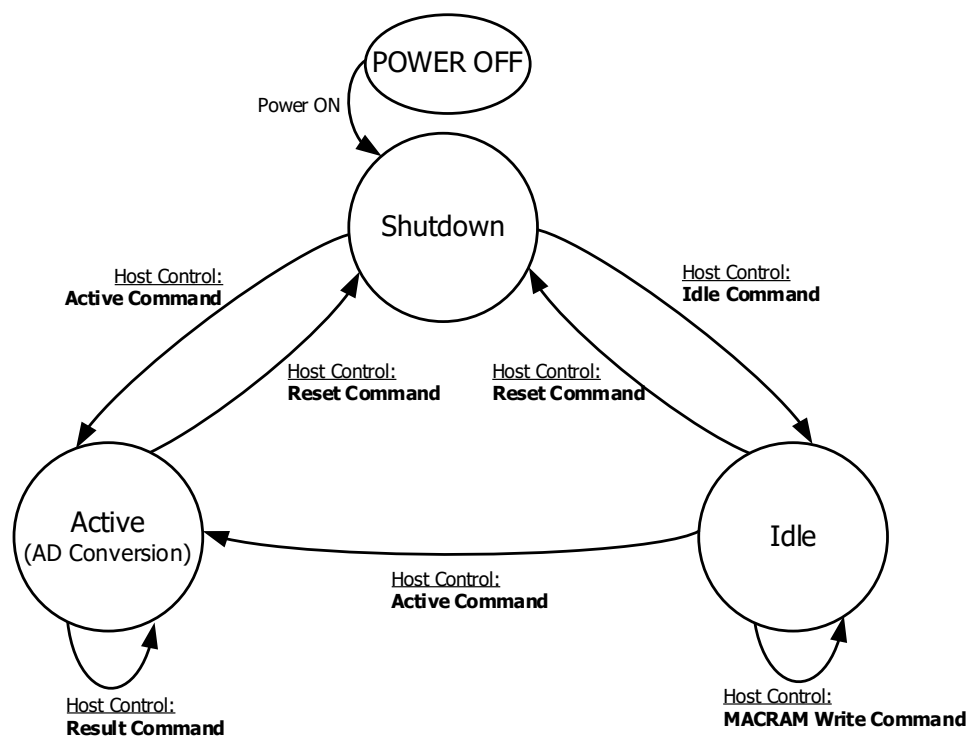 POWER OFF
Power ON
Shutdown
Host Control:
Active Command
Host Control:
Idle Command
Host Control:
Reset Command
Host Control:
Reset Command
Active
(AD Conversion)
Idle
Host Control:
Active Command
Host Control:
Result Command
Host Control:
MACRAM Write Command